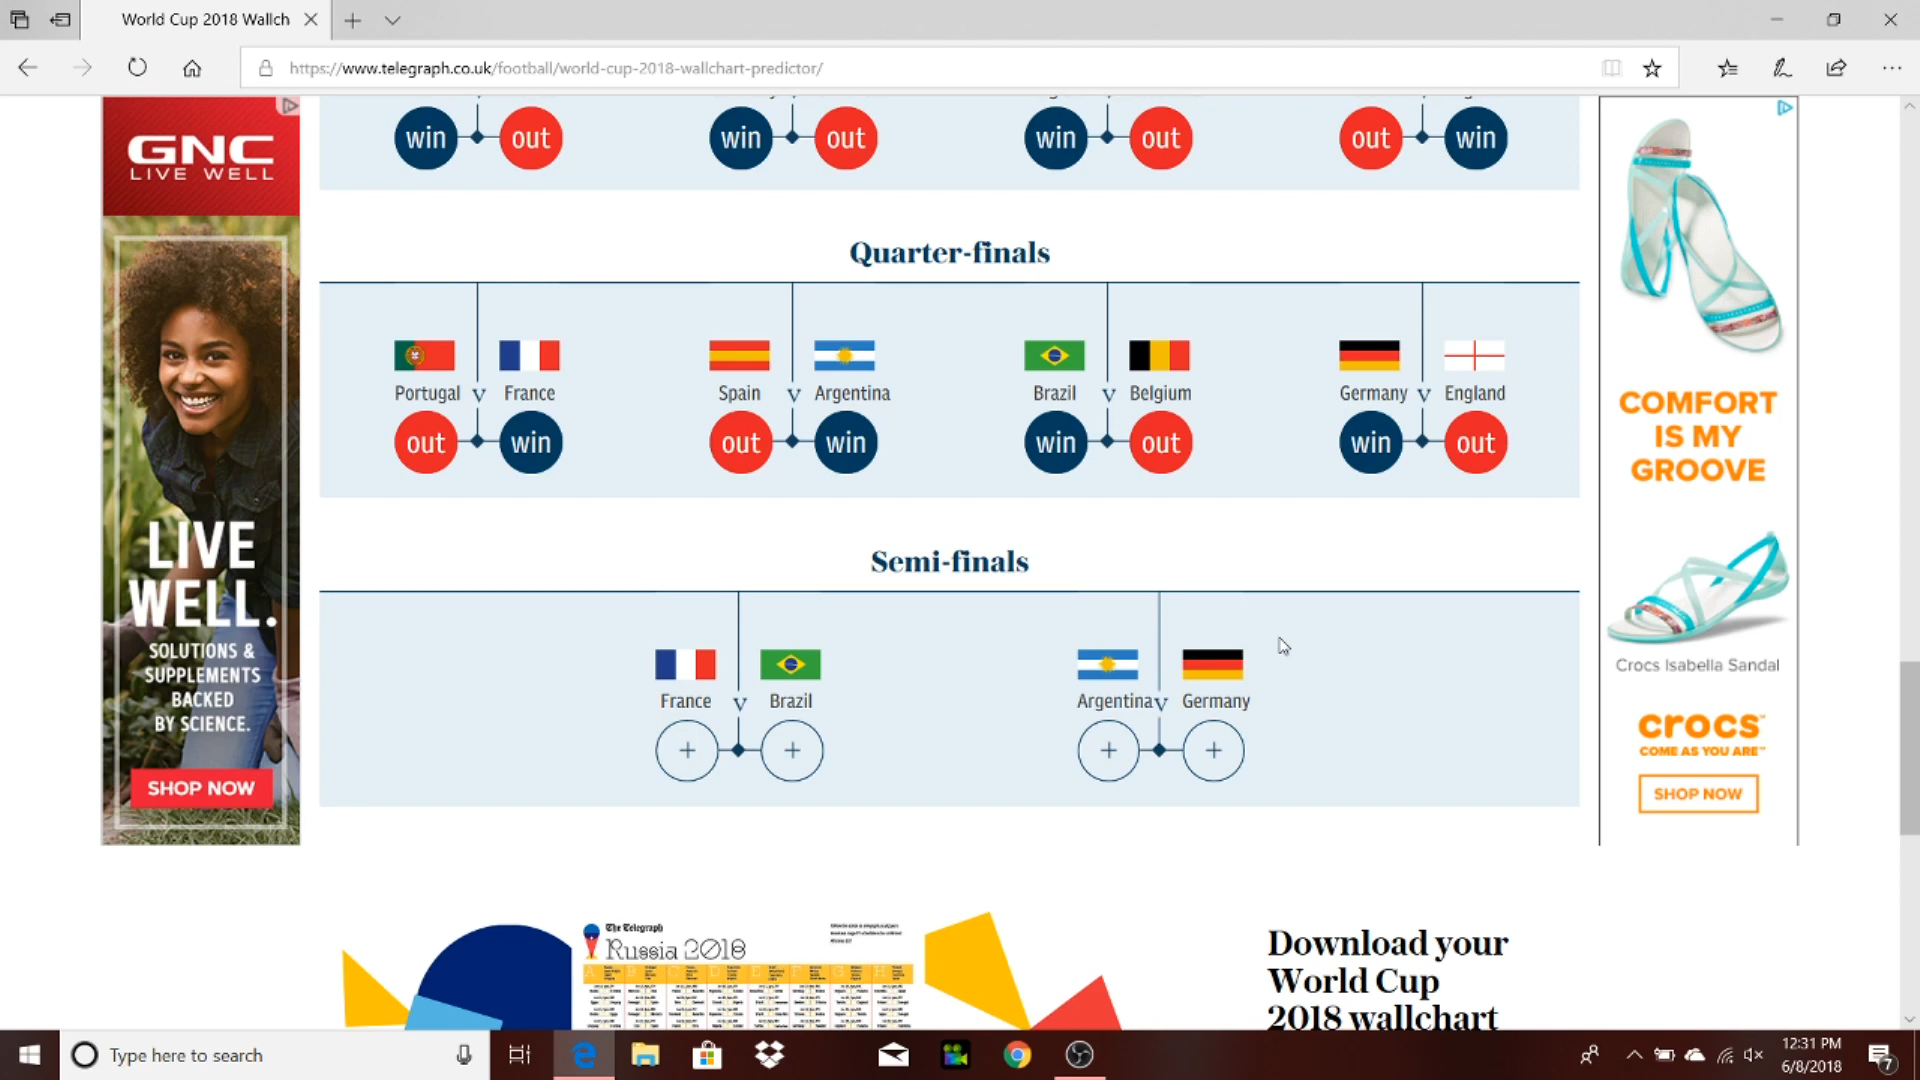 World Cup 2018 Wallch
https://www.telegraph.co.uk/football/world-cup-2018-wallchart-predictor/
GNC
LIVE WELL
LIVE
WELL.
SOLUTIONS &
SUPPLEMENTS
BACKED
BY SCIENCE.
SHOP NOW
win out win out win out out win
Quarter-finals
Portugal v France Spain v Argentina Brazil v Belgium Germany v England
out win out win win out win out
Semi-finals
France v Brazil Argentina v Germany
+ + + +
COMFORT
IS MY
GROOVE
Crocs Isabella Sandal
crocs™
COME AS YOU ARE™
SHOP NOW
The Telegraph
Russia 2018
A B C D E F G H
Download your
World Cup
2018 wallchart
Type here to search
12:31 PM
6/8/2018
7